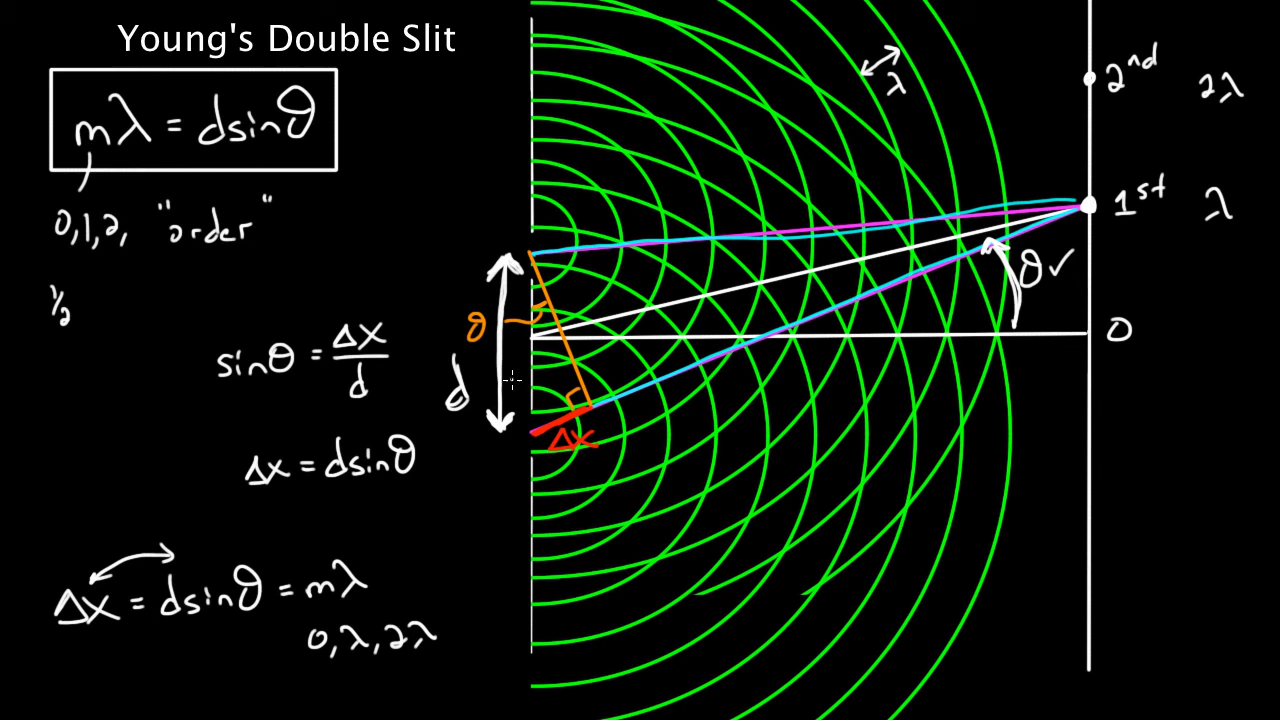 Young's Double Slit
mλ = dsinθ
0,1,2, "order"
1/2
sinθ = Δx/d
Δx = dsinθ
Δx = dsinθ = mλ
0, λ, 2λ
θ
d
Δx
λ
2nd 2λ
1st λ
θ✓
0